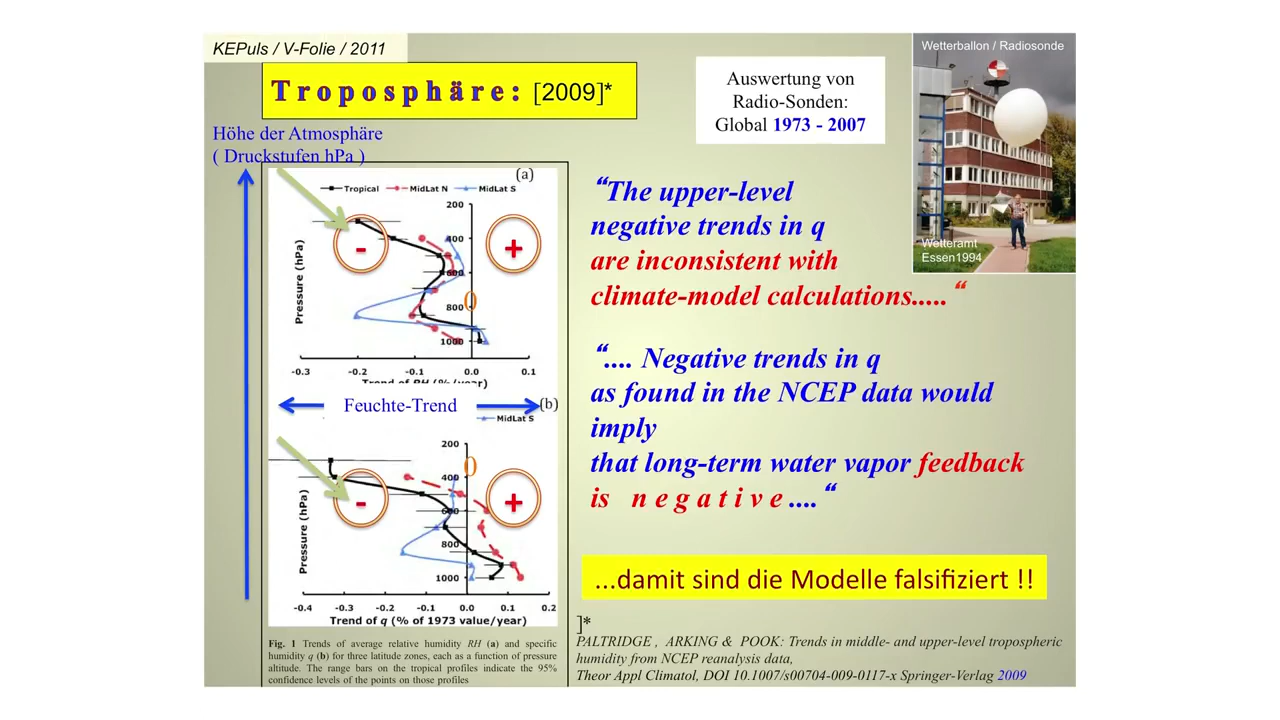 KEPuls / V-Folie / 2011
Troposphäre: [2009]*
Auswertung von
Radio-Sonden:
Global 1973 - 2007
Wetterballon / Radiosonde
Wetteramt
Essen1994
Höhe der Atmosphäre
( Druckstufen hPa )
(a)
Tropical MidLat N MidLat S
200
400
600
800
1000
Pressure (hPa)
- +
0
-0.3 -0.2 -0.1 0.0 0.1
Trend of RH (% /year)
Feuchte-Trend
(b)
MidLat S
200
400
600
800
1000
Pressure (hPa)
- +
0
-0.4 -0.3 -0.2 -0.1 0.0 0.1 0.2
Trend of q (% of 1973 value/year)
Fig. 1 Trends of average relative humidity RH (a) and specific
humidity q (b) for three latitude zones, each as a function of pressure
altitude. The range bars on the tropical profiles indicate the 95%
confidence levels of the points on those profiles
“The upper-level
negative trends in q
are inconsistent with
climate-model calculations.....“
“.... Negative trends in q
as found in the NCEP data would
imply
that long-term water vapor feedback
is n e g a t i v e ....“
...damit sind die Modelle falsifiziert !!
]*
PALTRIDGE , ARKING & POOK: Trends in middle- and upper-level tropospheric
humidity from NCEP reanalysis data,
Theor Appl Climatol, DOI 10.1007/s00704-009-0117-x Springer-Verlag 2009